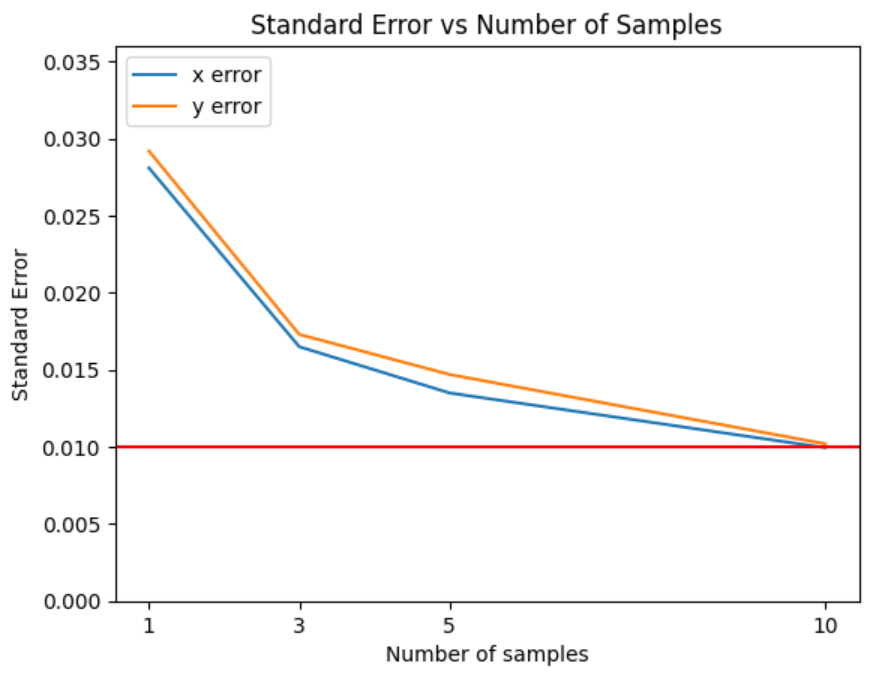 Standard Error vs Number of Samples
x error
y error
0.035
0.030
0.025
0.020
0.015
0.010
0.005
0.000
Standard Error
1 3 5 10
Number of samples